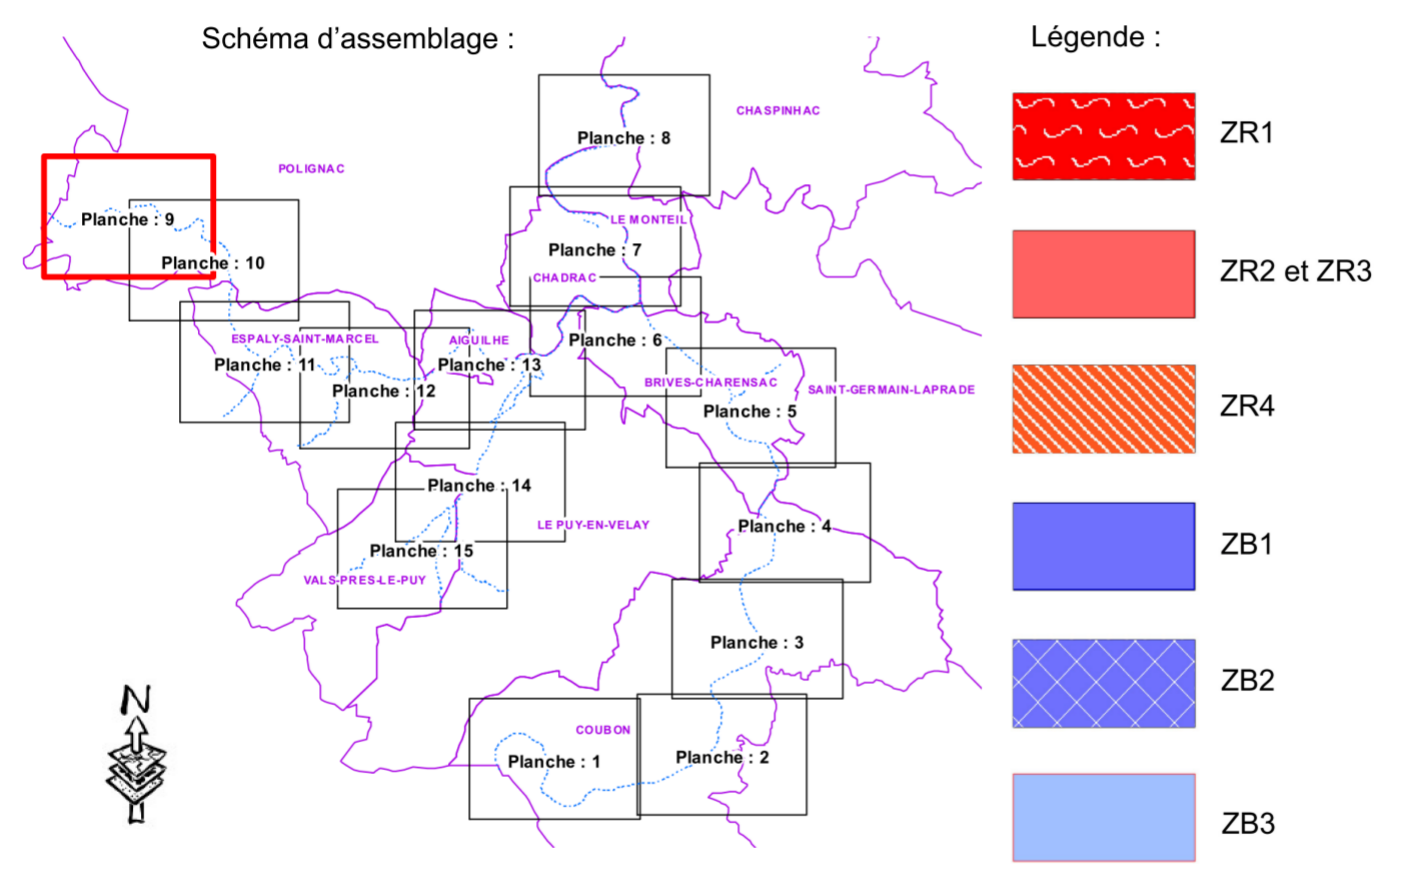 Schéma d’assemblage :
Légende :
CHASPINHAC
Planche : 8
ZR1
POLIGNAC
Planche : 9
LE MONTEIL
Planche : 7
Planche : 10
CHADRAC
ZR2 et ZR3
ESPALY-SAINT-MARCEL
AIGUILHE
Planche : 6
Planche : 11
Planche : 13
BRIVES-CHARENSAC
SAINT-GERMAIN-LAPRADE
Planche : 12
Planche : 5
ZR4
Planche : 14
LE PUY-EN-VELAY
Planche : 4
Planche : 15
ZB1
VALS-PRES-LE-PUY
Planche : 3
ZB2
N
COUBON
Planche : 1
Planche : 2
ZB3